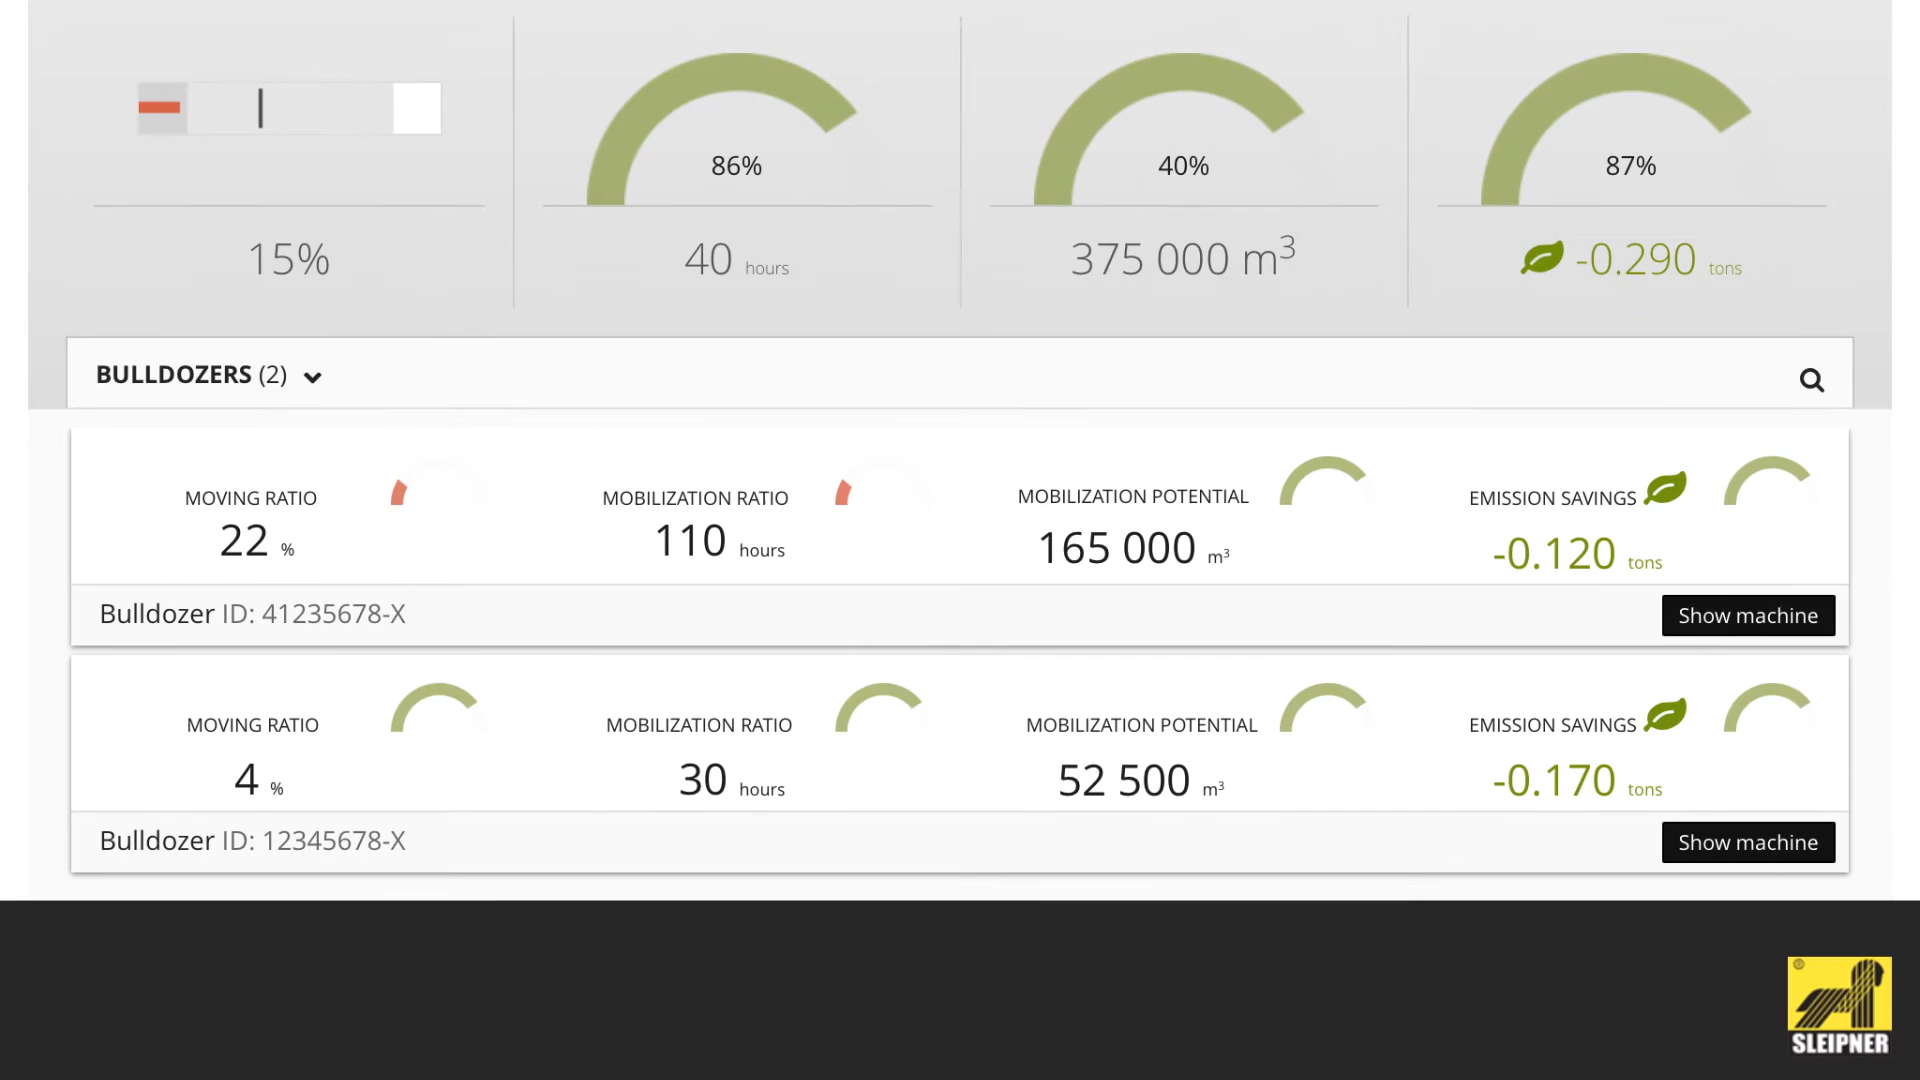 86%
40%
87%
15%
40 hours
375 000 m³
-0.290 tons
BULLDOZERS (2)
MOVING RATIO
22 %
MOBILIZATION RATIO
110 hours
MOBILIZATION POTENTIAL
165 000 m³
EMISSION SAVINGS
-0.120 tons
Bulldozer ID: 41235678-X
Show machine
MOVING RATIO
4 %
MOBILIZATION RATIO
30 hours
MOBILIZATION POTENTIAL
52 500 m³
EMISSION SAVINGS
-0.170 tons
Bulldozer ID: 12345678-X
Show machine
®
SLEIPNER